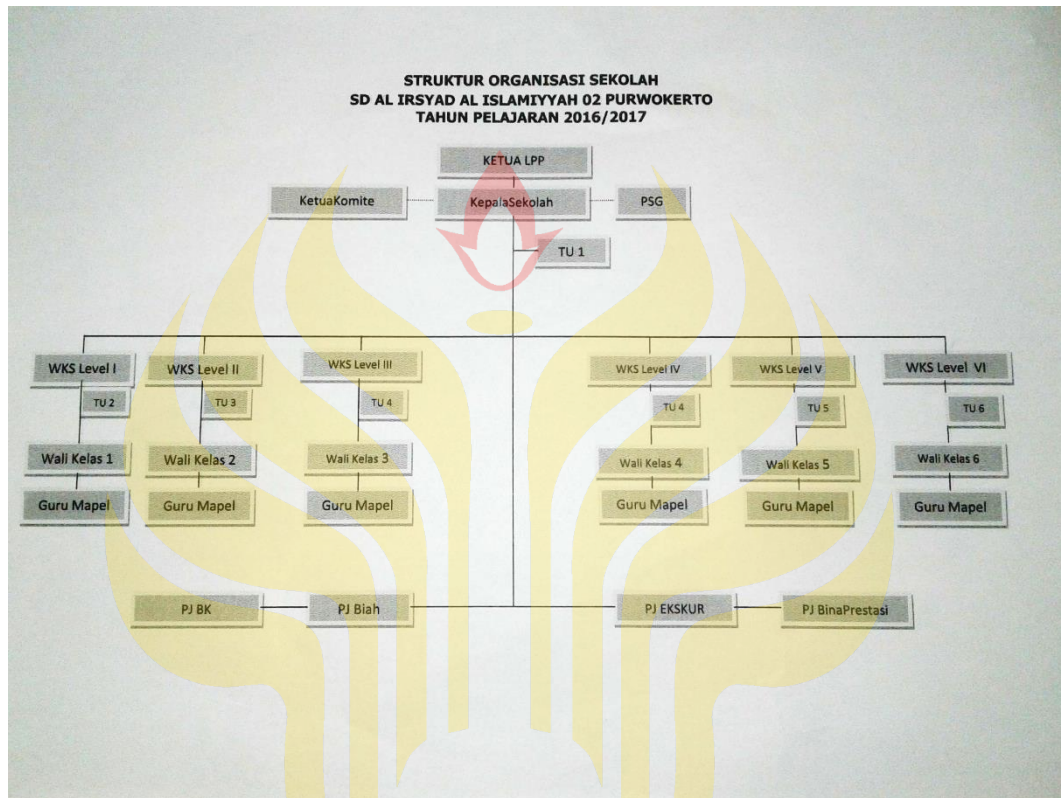 STRUKTUR ORGANISASI SEKOLAH
SD AL IRSYAD AL ISLAMIYYAH 02 PURWOKERTO
TAHUN PELAJARAN 2016/2017
KETUA LPP
KetuaKomite
KepalaSekolah
PSG
TU 1
WKS Level I
WKS Level II
WKS Level III
WKS Level IV
WKS Level V
WKS Level VI
TU 2
TU 3
TU 4
TU 4
TU 5
TU 6
Wali Kelas 1
Wali Kelas 2
Wali Kelas 3
Wali Kelas 4
Wali Kelas 5
Wali Kelas 6
Guru Mapel
Guru Mapel
Guru Mapel
Guru Mapel
Guru Mapel
Guru Mapel
PJ BK
PJ Biah
PJ EKSKUR
PJ BinaPrestasi